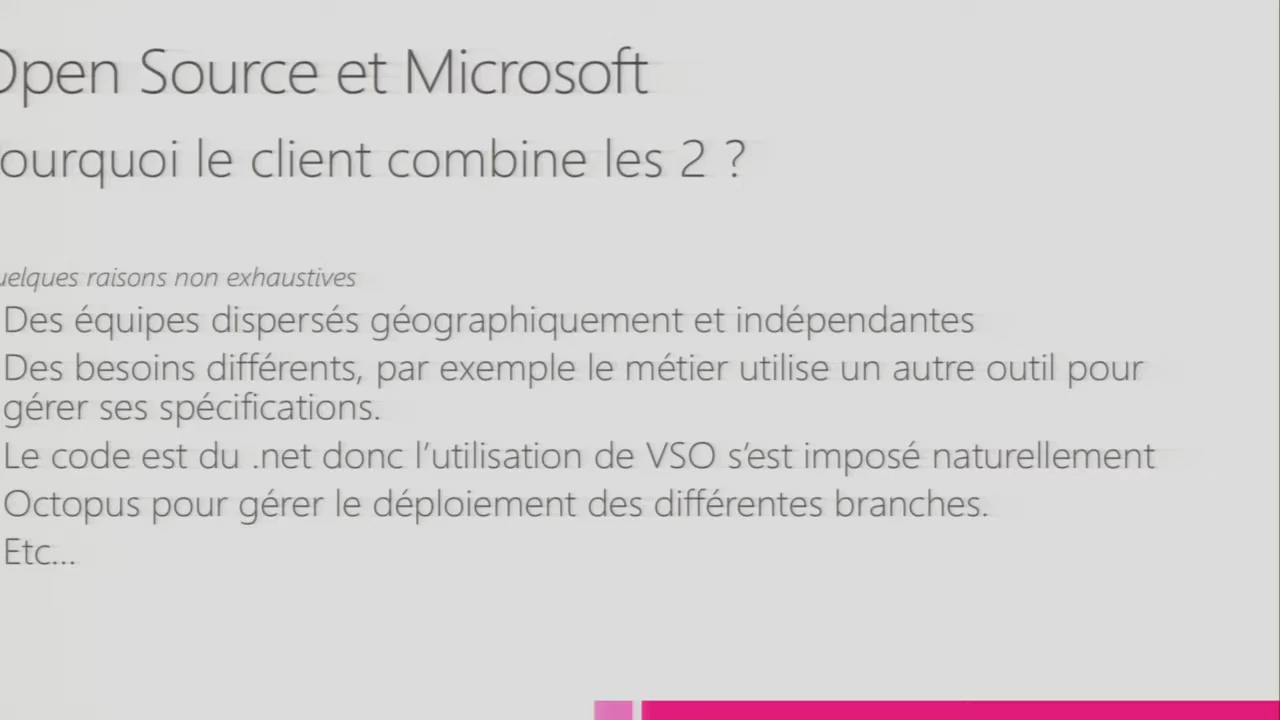 Open Source et Microsoft
ourquoi le client combine les 2 ?
uelques raisons non exhaustives
Des équipes dispersés géographiquement et indépendantes
Des besoins différents, par exemple le métier utilise un autre outil pour
gérer ses spécifications.
Le code est du .net donc l’utilisation de VSO s’est imposé naturellement
Octopus pour gérer le déploiement des différentes branches.
Etc...